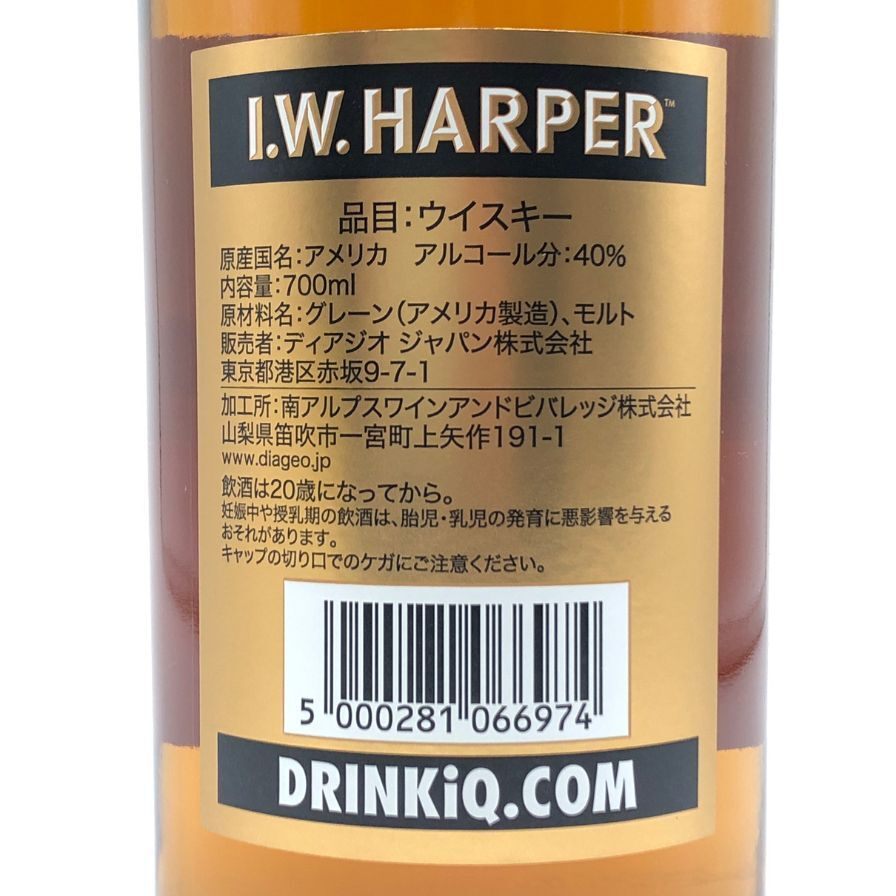 I.W. HARPER™
品目:ウイスキー
原産国名:アメリカ アルコール分:40%
内容量:700ml
原材料名:グレーン(アメリカ製造)、モルト
販売者:ディアジオ ジャパン株式会社
東京都港区赤坂9-7-1
加工所:南アルプスワインアンドビバレッジ株式会社
山梨県笛吹市一宮町上矢作191-1
www.diageo.jp
飲酒は20歳になってから。
妊娠中や授乳期の飲酒は、胎児・乳児の発育に悪影響を与える
おそれがあります。
キャップの切り口でのケガにご注意ください。
5 000281 066974
DRINKiQ.COM